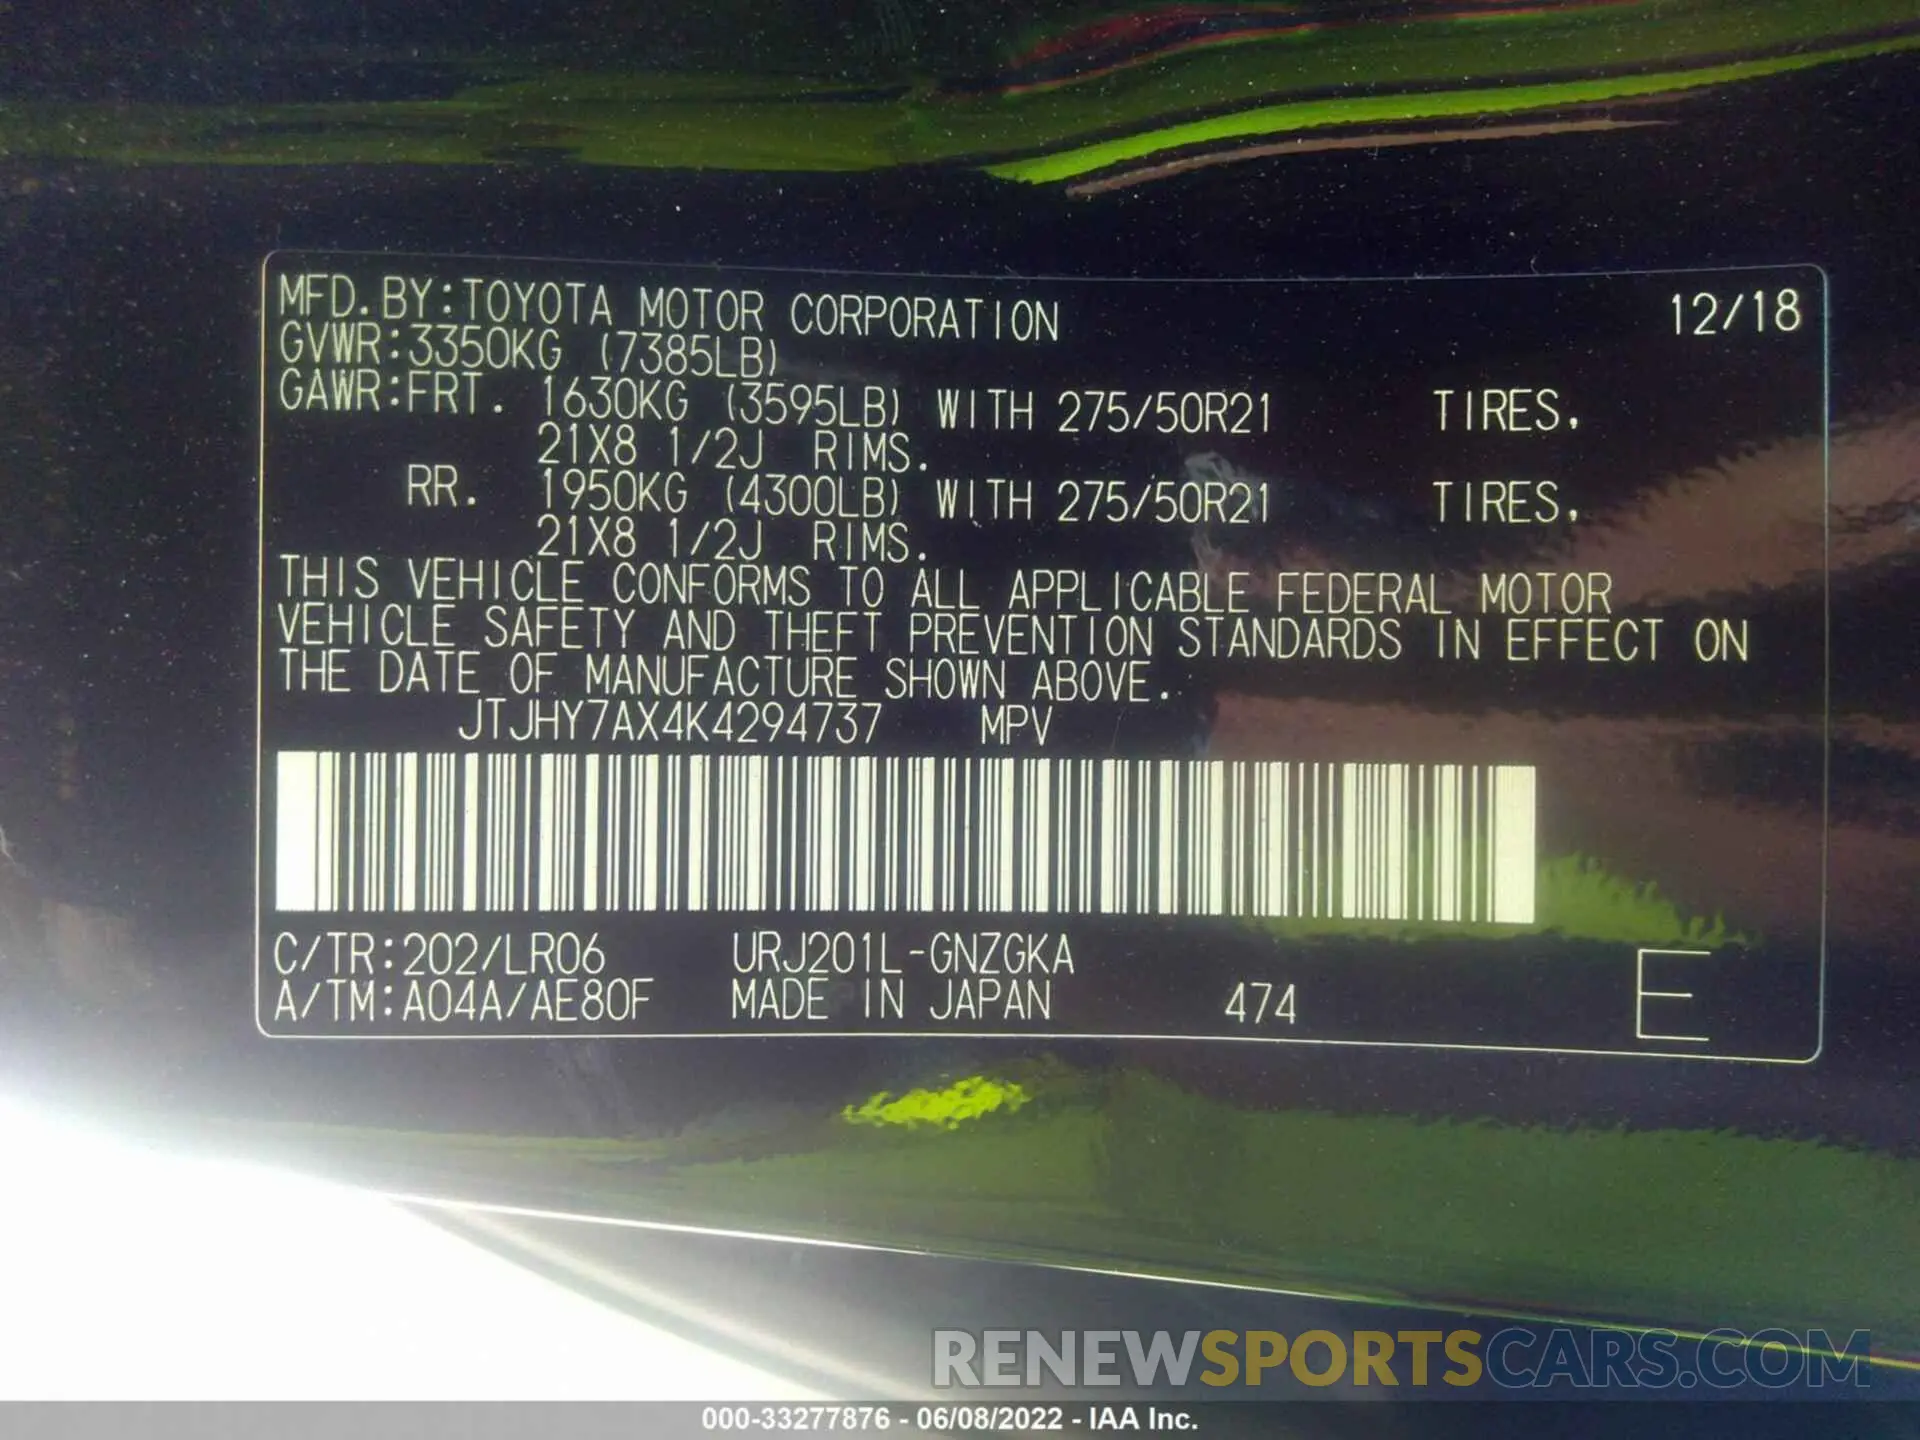 MFD.BY:TOYOTA MOTOR CORPORATION 12/18
GVWR:3350KG (7385LB)
GAWR:FRT. 1630KG (3595LB) WITH 275/50R21 TIRES.
21X8 1/2J RIMS.
RR. 1950KG (4300LB) WITH 275/50R21 TIRES.
21X8 1/2J RIMS.
THIS VEHICLE CONFORMS TO ALL APPLICABLE FEDERAL MOTOR
VEHICLE SAFETY AND THEFT PREVENTION STANDARDS IN EFFECT ON
THE DATE OF MANUFACTURE SHOWN ABOVE.
JTJHY7AX4K4294737 MPV
C/TR:202/LR06 URJ201L-GNZGKA
A/TM:A04A/AE80F MADE IN JAPAN 474 E
RENEWSPORTSCARS.COM
000-33277876 - 06/08/2022 - IAA Inc.